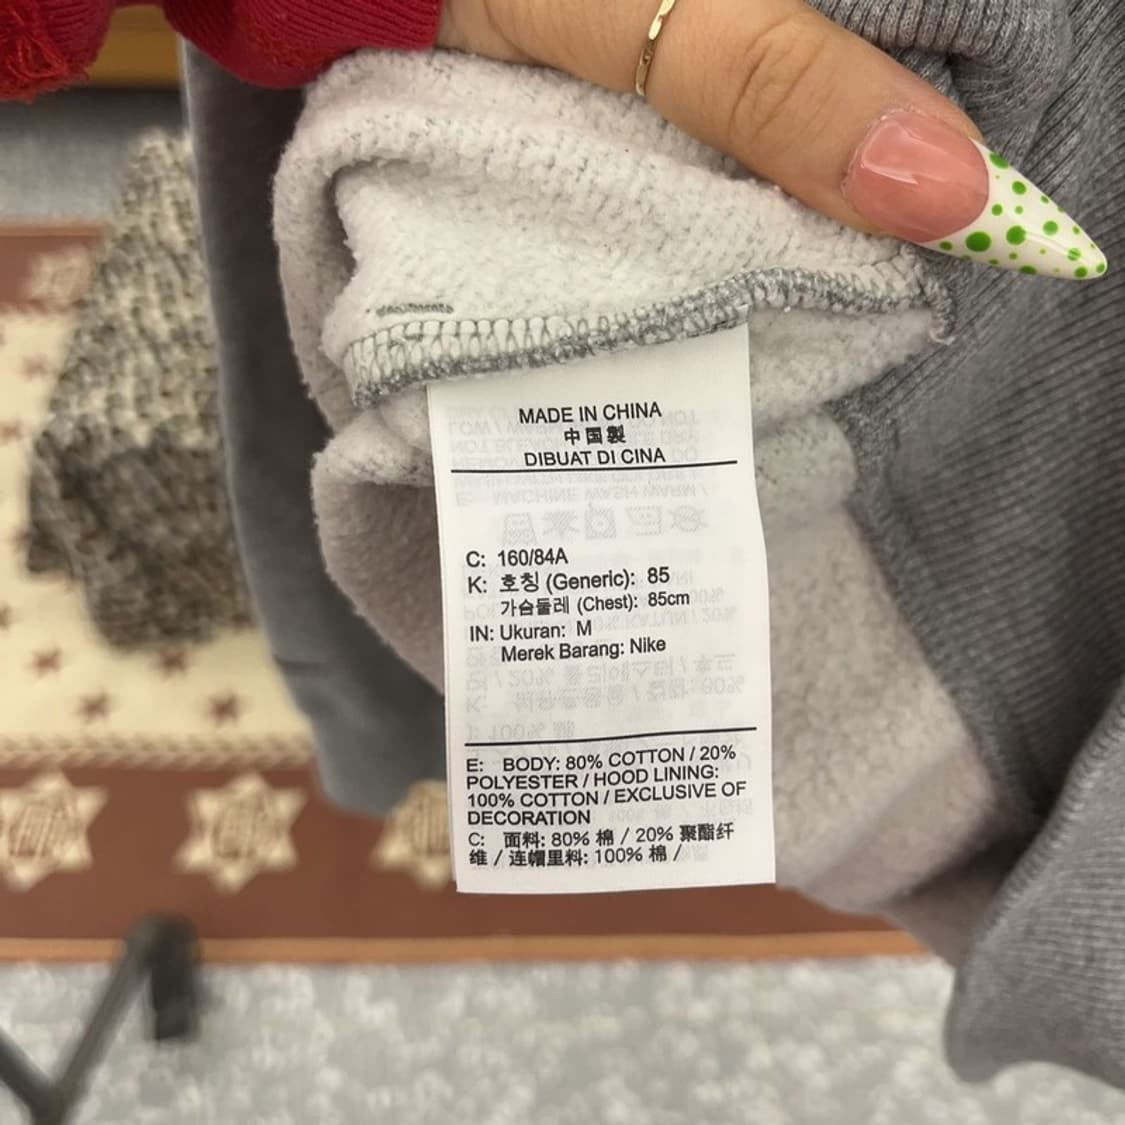 MADE IN CHINA
中国製
DIBUAT DI CINA
C: 160/84A
K: 호칭 (Generic): 85
가슴둘레 (Chest): 85cm
IN: Ukuran: M
Merek Barang: Nike
E: BODY: 80% COTTON / 20%
POLYESTER / HOOD LINING:
100% COTTON / EXCLUSIVE OF
DECORATION
C: 面料: 80% 棉 / 20% 聚酯纤
维 / 连帽里料: 100% 棉 /